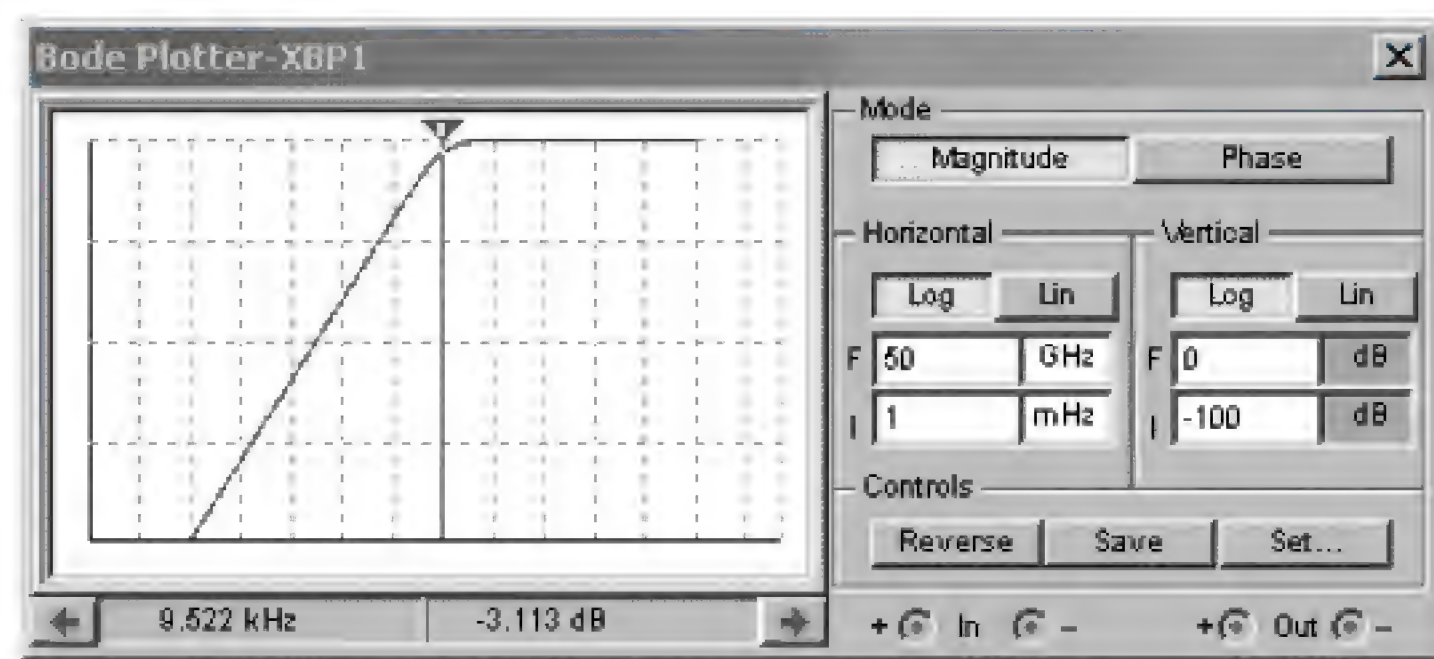 Bode Plotter-XBP1
Mode
Magnitude Phase
Horizontal
Log Lin
F 50 GHz
I 1 mHz
Vertical
Log Lin
F 0 dB
I -100 dB
Controls
Reverse Save Set...
9.522 kHz -3.113 dB
+ In - + Out -